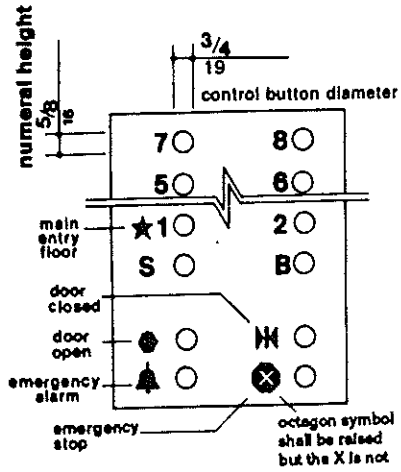 3/4
19
control button diameter
numeral height
5/8
16
7 8
5 6
main
entry
floor
★1 2
S B
door
closed
door
open
emergency
alarm
emergency
stop
octagon symbol
shall be raised
but the X is not